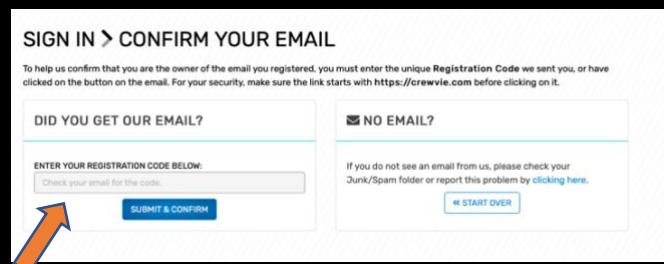 SIGN IN > CONFIRM YOUR EMAIL
To help us confirm that you are the owner of the email you registered, you must enter the unique Registration Code we sent you, or have
clicked on the button on the email. For your security, make sure the link starts with https://crewvie.com before clicking on it.
DID YOU GET OUR EMAIL?
ENTER YOUR REGISTRATION CODE BELOW:
Check your email for the code.
SUBMIT & CONFIRM
NO EMAIL?
If you do not see an email from us, please check your
Junk/Spam folder or report this problem by clicking here.
« START OVER